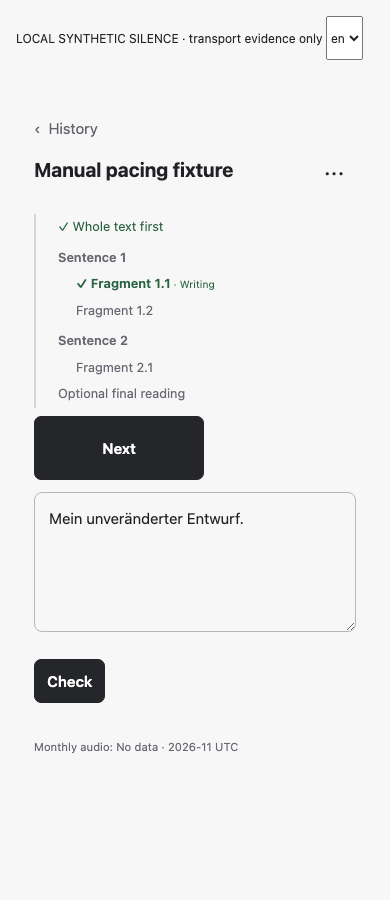 LOCAL SYNTHETIC SILENCE · transport evidence only en
‹ History
Manual pacing fixture ...
✓ Whole text first
Sentence 1
✓ Fragment 1.1 · Writing
Fragment 1.2
Sentence 2
Fragment 2.1
Optional final reading
Next
Mein unveränderter Entwurf.
Check
Monthly audio: No data · 2026-11 UTC